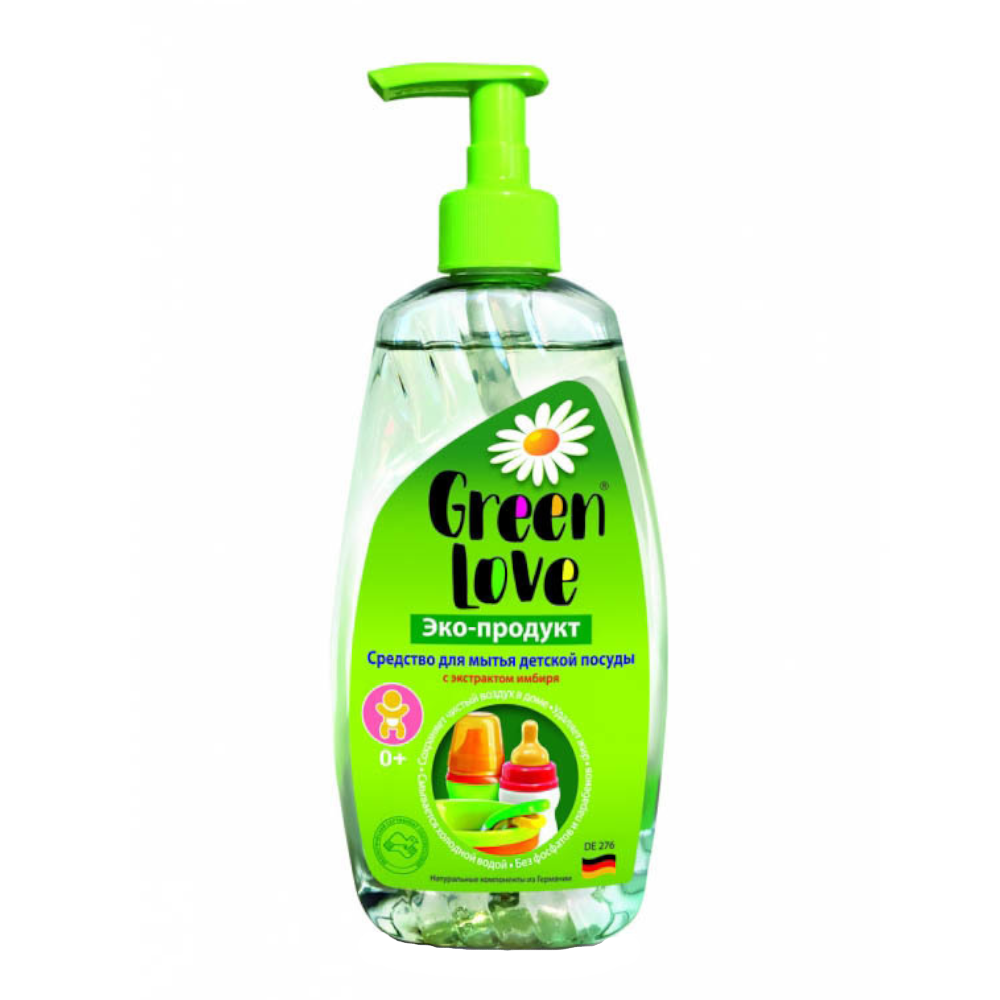 Green®
Love
Эко-продукт
Средство для мытья детской посуды
с экстрактом имбиря
Сохраняет чистый воздух в доме • Удаляет жир • Без фосфатов и парабенов • Смывается холодной водой •
0+
DE 276
Натуральные компоненты из Германии